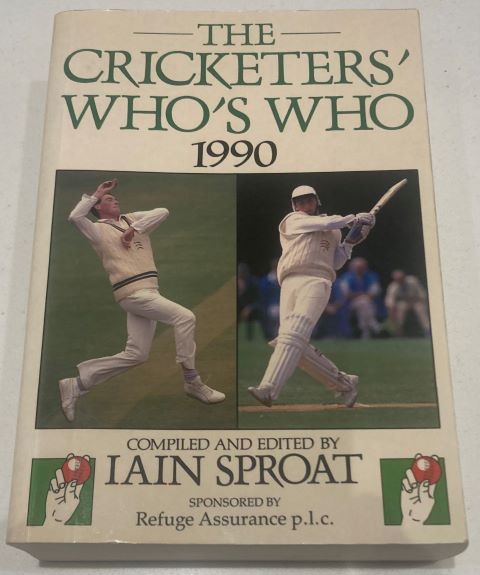 THE
CRICKETERS'
WHO'S WHO
1990
COMPILED AND EDITED BY
IAIN SPROAT
SPONSORED BY
Refuge Assurance p.l.c.